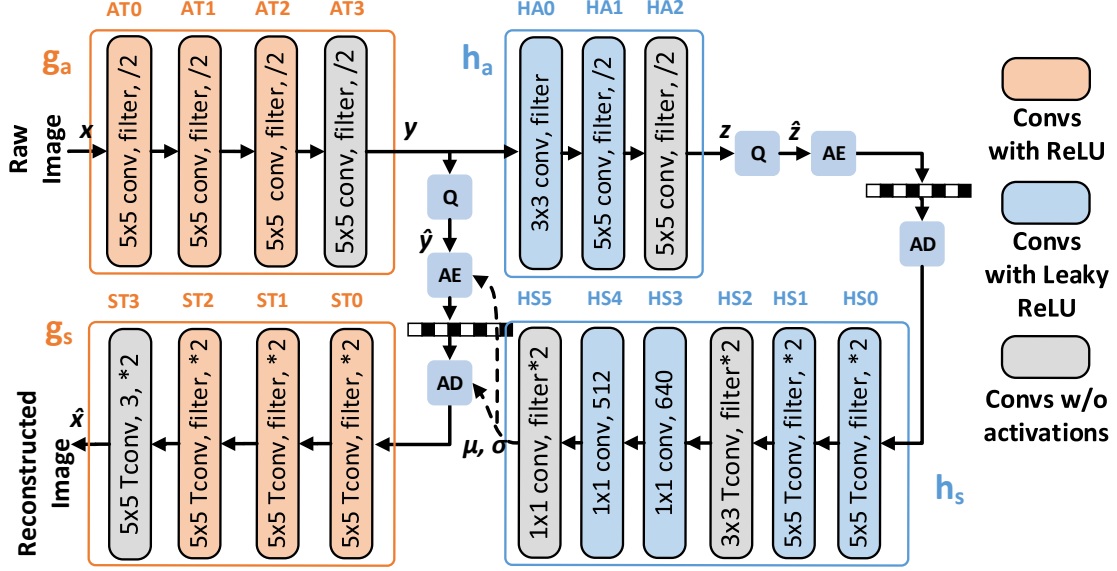 AT0 AT1 AT2 AT3
HA0 HA1 HA2
g_a
h_a
Raw
Image
x
5x5 conv, filter, /2
5x5 conv, filter, /2
5x5 conv, filter, /2
5x5 conv, filter, /2
y
3x3 conv, filter
5x5 conv, filter, /2
5x5 conv, filter, /2
z
Q
ẑ
AE
AD
Q
ŷ
AE
AD
μ, σ
ST3 ST2 ST1 ST0
g_s
HS5 HS4 HS3 HS2 HS1 HS0
h_s
Reconstructed
Image
x̂
5x5 Tconv, 3, *2
5x5 Tconv, filter, *2
5x5 Tconv, filter, *2
5x5 Tconv, filter, *2
1x1 conv, filter*2
1x1 conv, 512
1x1 conv, 640
3x3 Tconv, filter*2
5x5 Tconv, filter, *2
5x5 Tconv, filter, *2
Convs
with ReLU
Convs
with Leaky
ReLU
Convs w/o
activations